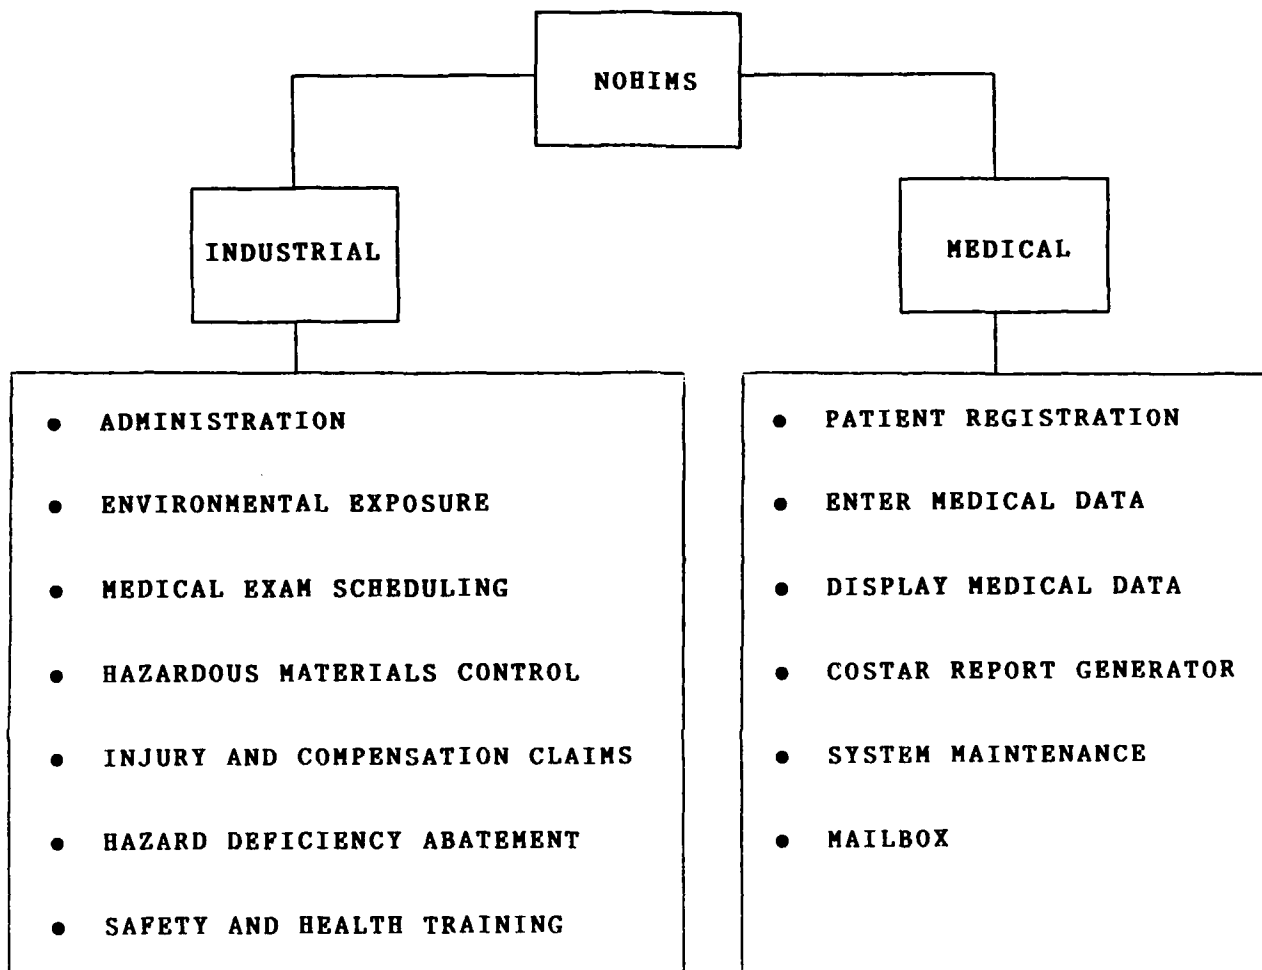 NOHIMS
INDUSTRIAL
MEDICAL
● ADMINISTRATION
● ENVIRONMENTAL EXPOSURE
● MEDICAL EXAM SCHEDULING
● HAZARDOUS MATERIALS CONTROL
● INJURY AND COMPENSATION CLAIMS
● HAZARD DEFICIENCY ABATEMENT
● SAFETY AND HEALTH TRAINING
● PATIENT REGISTRATION
● ENTER MEDICAL DATA
● DISPLAY MEDICAL DATA
● COSTAR REPORT GENERATOR
● SYSTEM MAINTENANCE
● MAILBOX